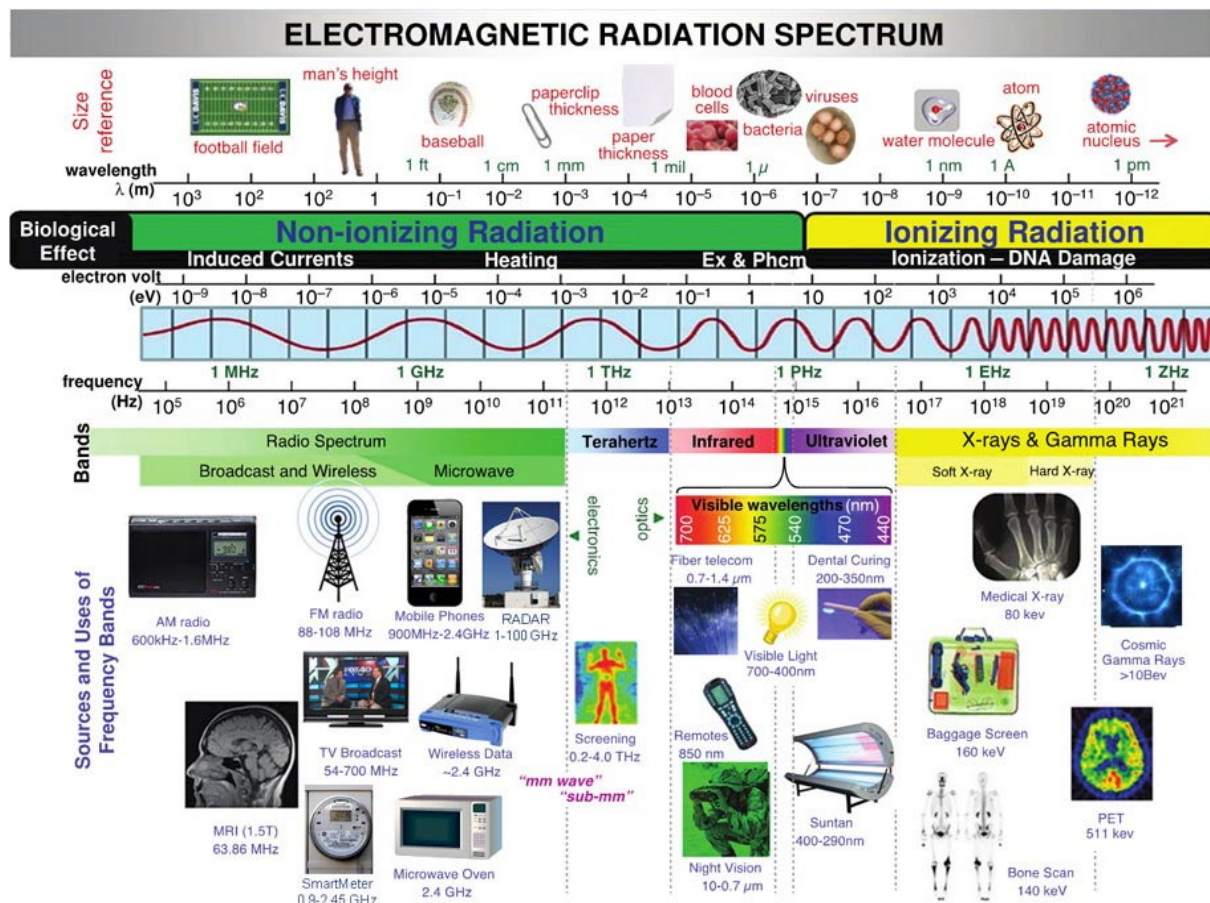 ELECTROMAGNETIC RADIATION SPECTRUM
Size reference
football field
man's height
baseball
paperclip thickness
paper thickness
blood cells
bacteria
viruses
water molecule
atom
atomic nucleus
wavelength λ (m)
1 ft 1 cm 1 mm 1 mil 1 µ 1 nm 1 A 1 pm
10³ 10² 10² 1 10⁻¹ 10⁻² 10⁻³ 10⁻⁴ 10⁻⁵ 10⁻⁶ 10⁻⁷ 10⁻⁸ 10⁻⁹ 10⁻¹⁰ 10⁻¹¹ 10⁻¹²
Biological Effect
Non-ionizing Radiation
Ionizing Radiation
Induced Currents
Heating
Ex & Phcm
Ionization – DNA Damage
electron volt (eV)
10⁻⁹ 10⁻⁸ 10⁻⁷ 10⁻⁶ 10⁻⁵ 10⁻⁴ 10⁻³ 10⁻² 10⁻¹ 1 10 10² 10³ 10⁴ 10⁵ 10⁶
frequency (Hz)
1 MHz 1 GHz 1 THz 1 PHz 1 EHz 1 ZHz
10⁵ 10⁶ 10⁷ 10⁸ 10⁹ 10¹⁰ 10¹¹ 10¹² 10¹³ 10¹⁴ 10¹⁵ 10¹⁶ 10¹⁷ 10¹⁸ 10¹⁹ 10²⁰ 10²¹
Bands
Radio Spectrum
Terahertz
Infrared
Ultraviolet
X-rays & Gamma Rays
Broadcast and Wireless
Microwave
Soft X-ray
Hard X-ray
electronics
optics
Visible wavelengths (nm)
700 625 575 540 470 440
Sources and Uses of
Frequency Bands
AM radio
600kHz-1.6MHz
FM radio
88-108 MHz
Mobile Phones
900MHz-2.4GHz
RADAR
1-100 GHz
Fiber telecom
0.7-1.4 µm
Dental Curing
200-350nm
Visible Light
700-400nm
Medical X-ray
80 kev
Cosmic
Gamma Rays
>10Bev
TV Broadcast
54-700 MHz
Wireless Data
~2.4 GHz
Screening
0.2-4.0 THz
"mm wave"
"sub-mm"
Remotes
850 nm
Baggage Screen
160 keV
MRI (1.5T)
63.86 MHz
SmartMeter
0.9-2.45 GHz
Microwave Oven
2.4 GHz
Night Vision
10-0.7 µm
Suntan
400-290nm
Bone Scan
140 keV
PET
511 kev